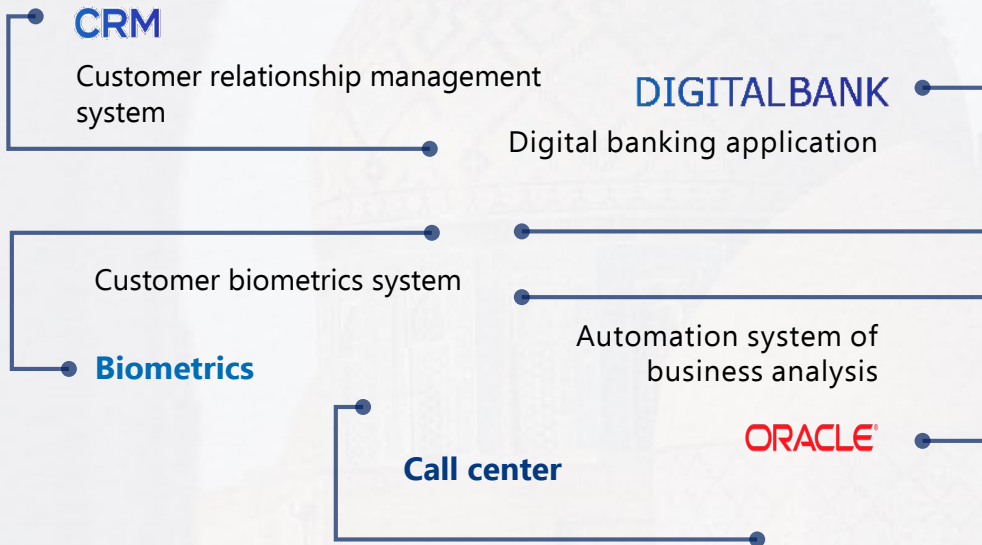 CRM
Customer relationship management
system
DIGITALBANK
Digital banking application
Customer biometrics system
Biometrics
Automation system of
business analysis
ORACLE®
Call center